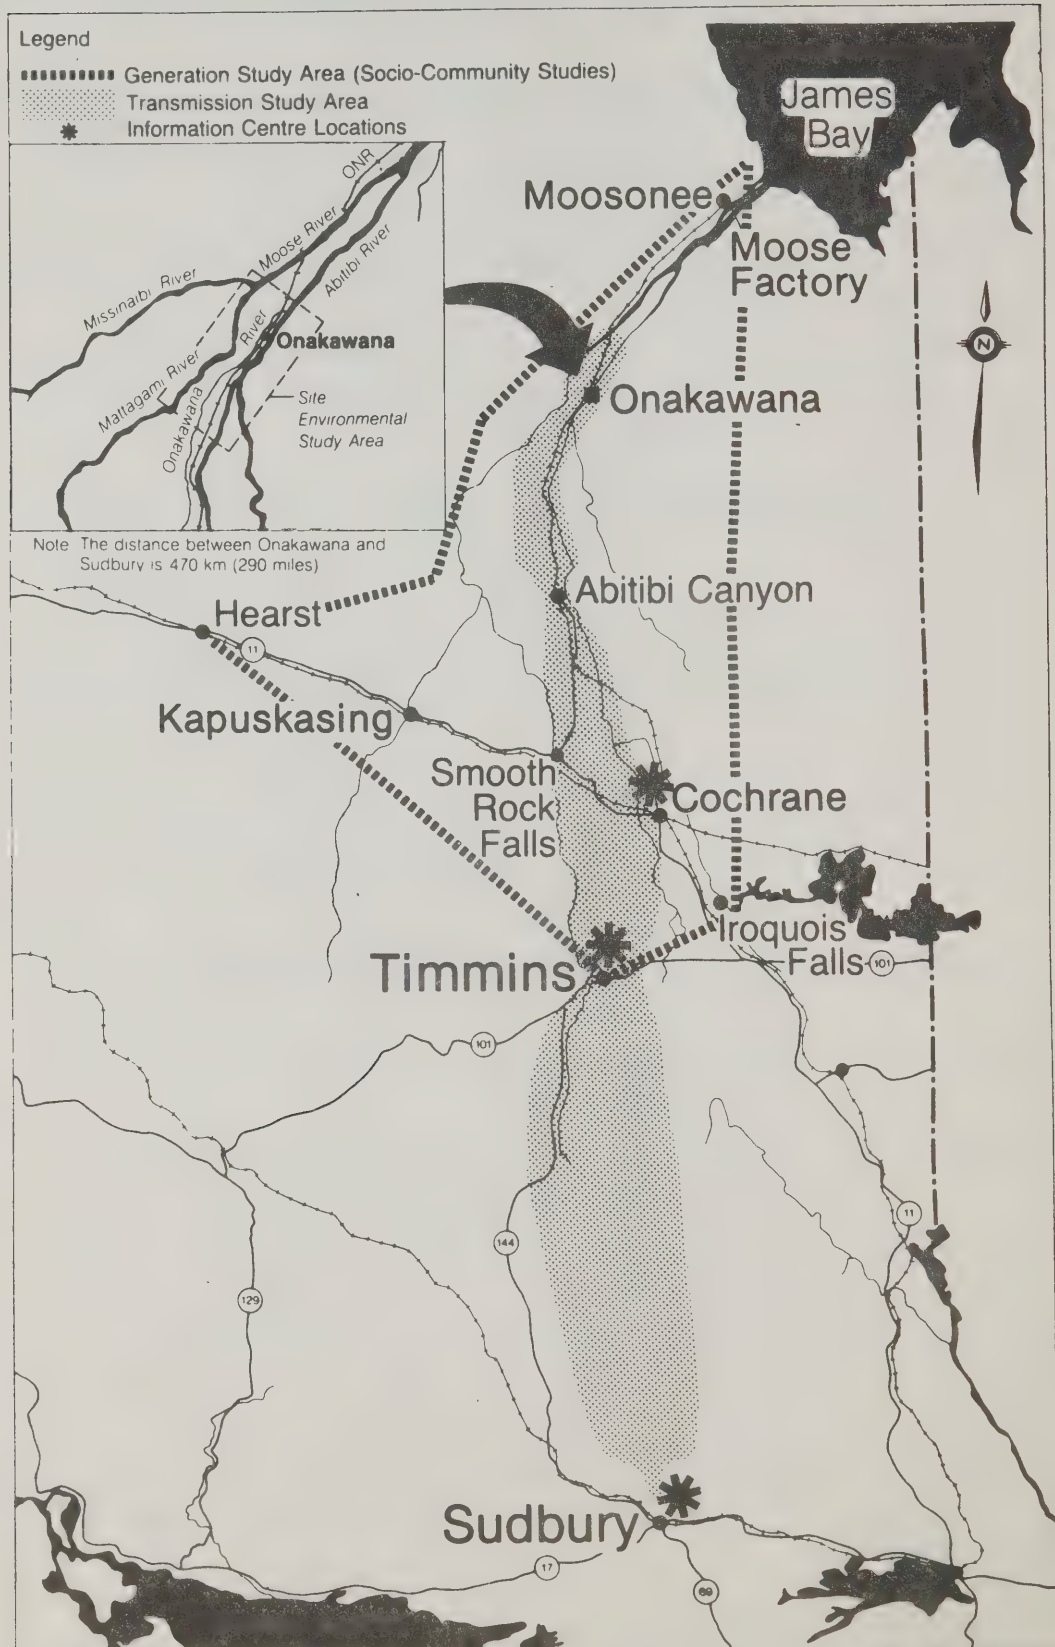 Legend
Generation Study Area (Socio-Community Studies)
Transmission Study Area
Information Centre Locations
James
Bay
ONR
Moose River
Abitibi River
Missinaibi River
River
Onakawana
Mattagami River
Onakawana
Site
Environmental
Study Area
Note The distance between Onakawana and
Sudbury is 470 km (290 miles)
Moosonee
Moose
Factory
N
Onakawana
Abitibi Canyon
Hearst
11
Kapuskasing
Smooth
Rock
Falls
Cochrane
Iroquois
Falls
101
Timmins
101
11
144
129
Sudbury
17
69